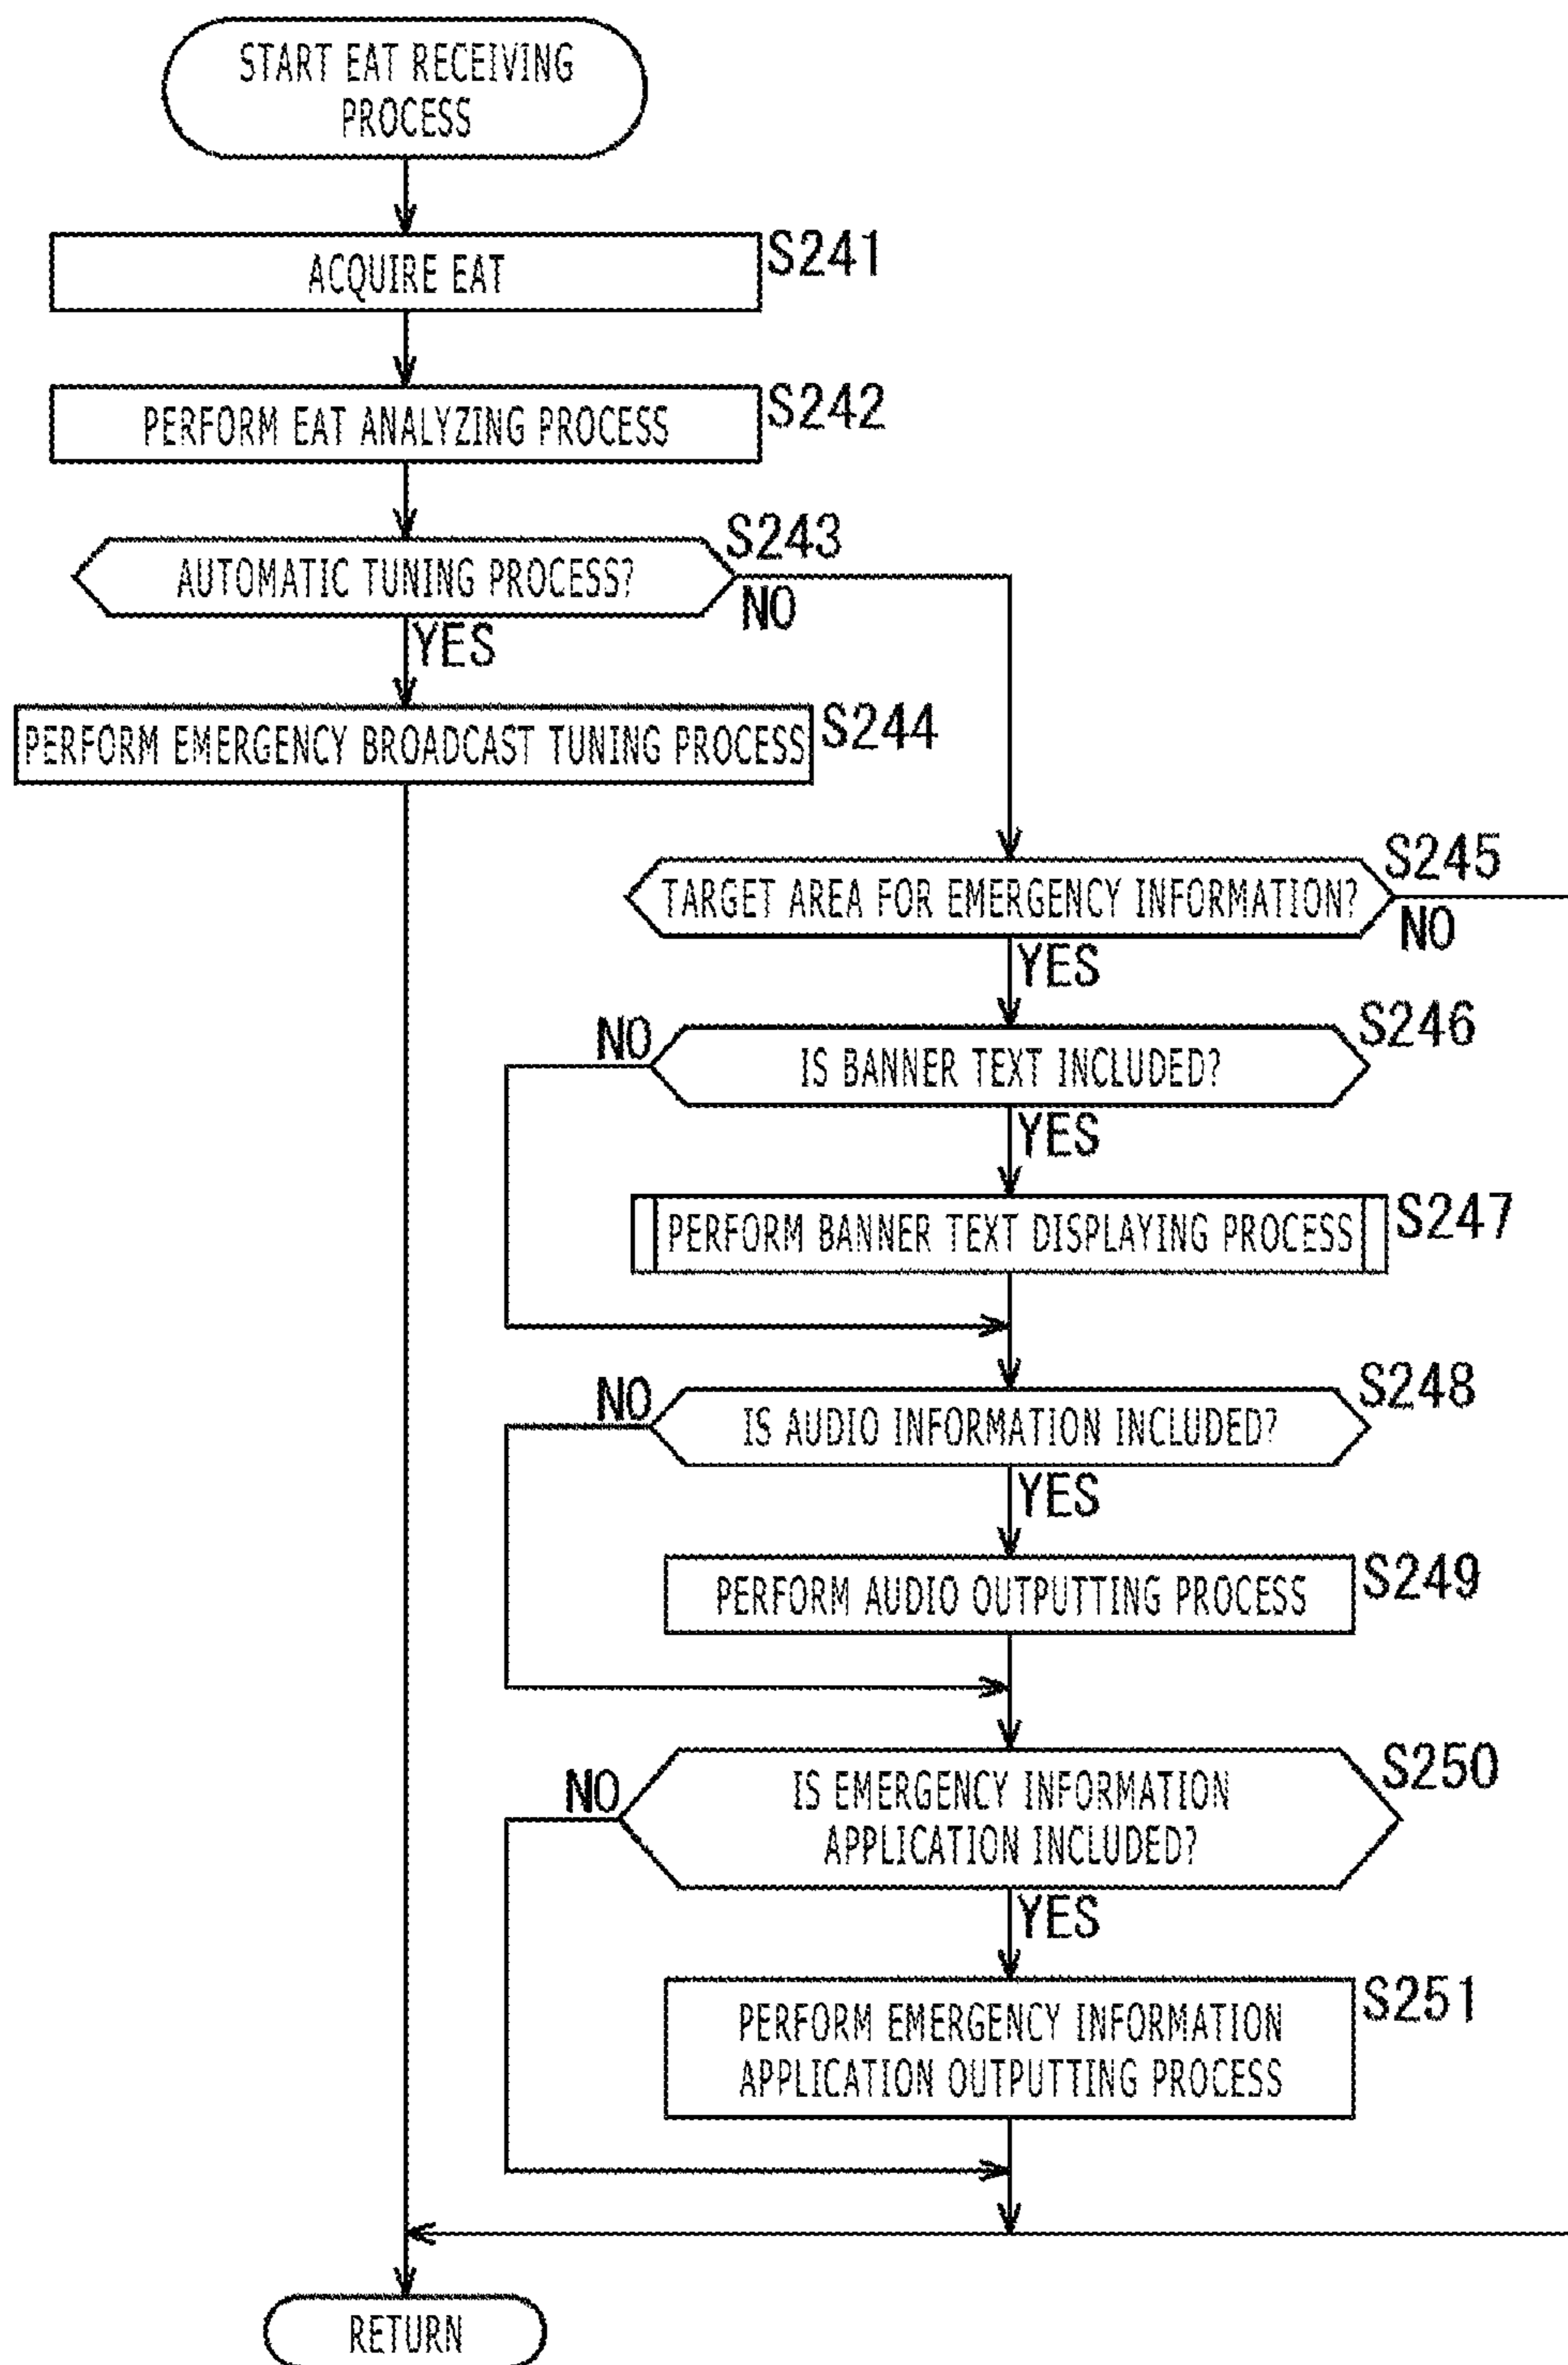 START EAT RECEIVING
PROCESS
ACQUIRE EAT
S241
PERFORM EAT ANALYZING PROCESS
S242
AUTOMATIC TUNING PROCESS?
S243
NO
YES
PERFORM EMERGENCY BROADCAST TUNING PROCESS
S244
TARGET AREA FOR EMERGENCY INFORMATION?
S245
NO
YES
NO
IS BANNER TEXT INCLUDED?
S246
YES
PERFORM BANNER TEXT DISPLAYING PROCESS
S247
NO
IS AUDIO INFORMATION INCLUDED?
S248
YES
PERFORM AUDIO OUTPUTTING PROCESS
S249
NO
IS EMERGENCY INFORMATION
APPLICATION INCLUDED?
S250
YES
PERFORM EMERGENCY INFORMATION
APPLICATION OUTPUTTING PROCESS
S251
RETURN